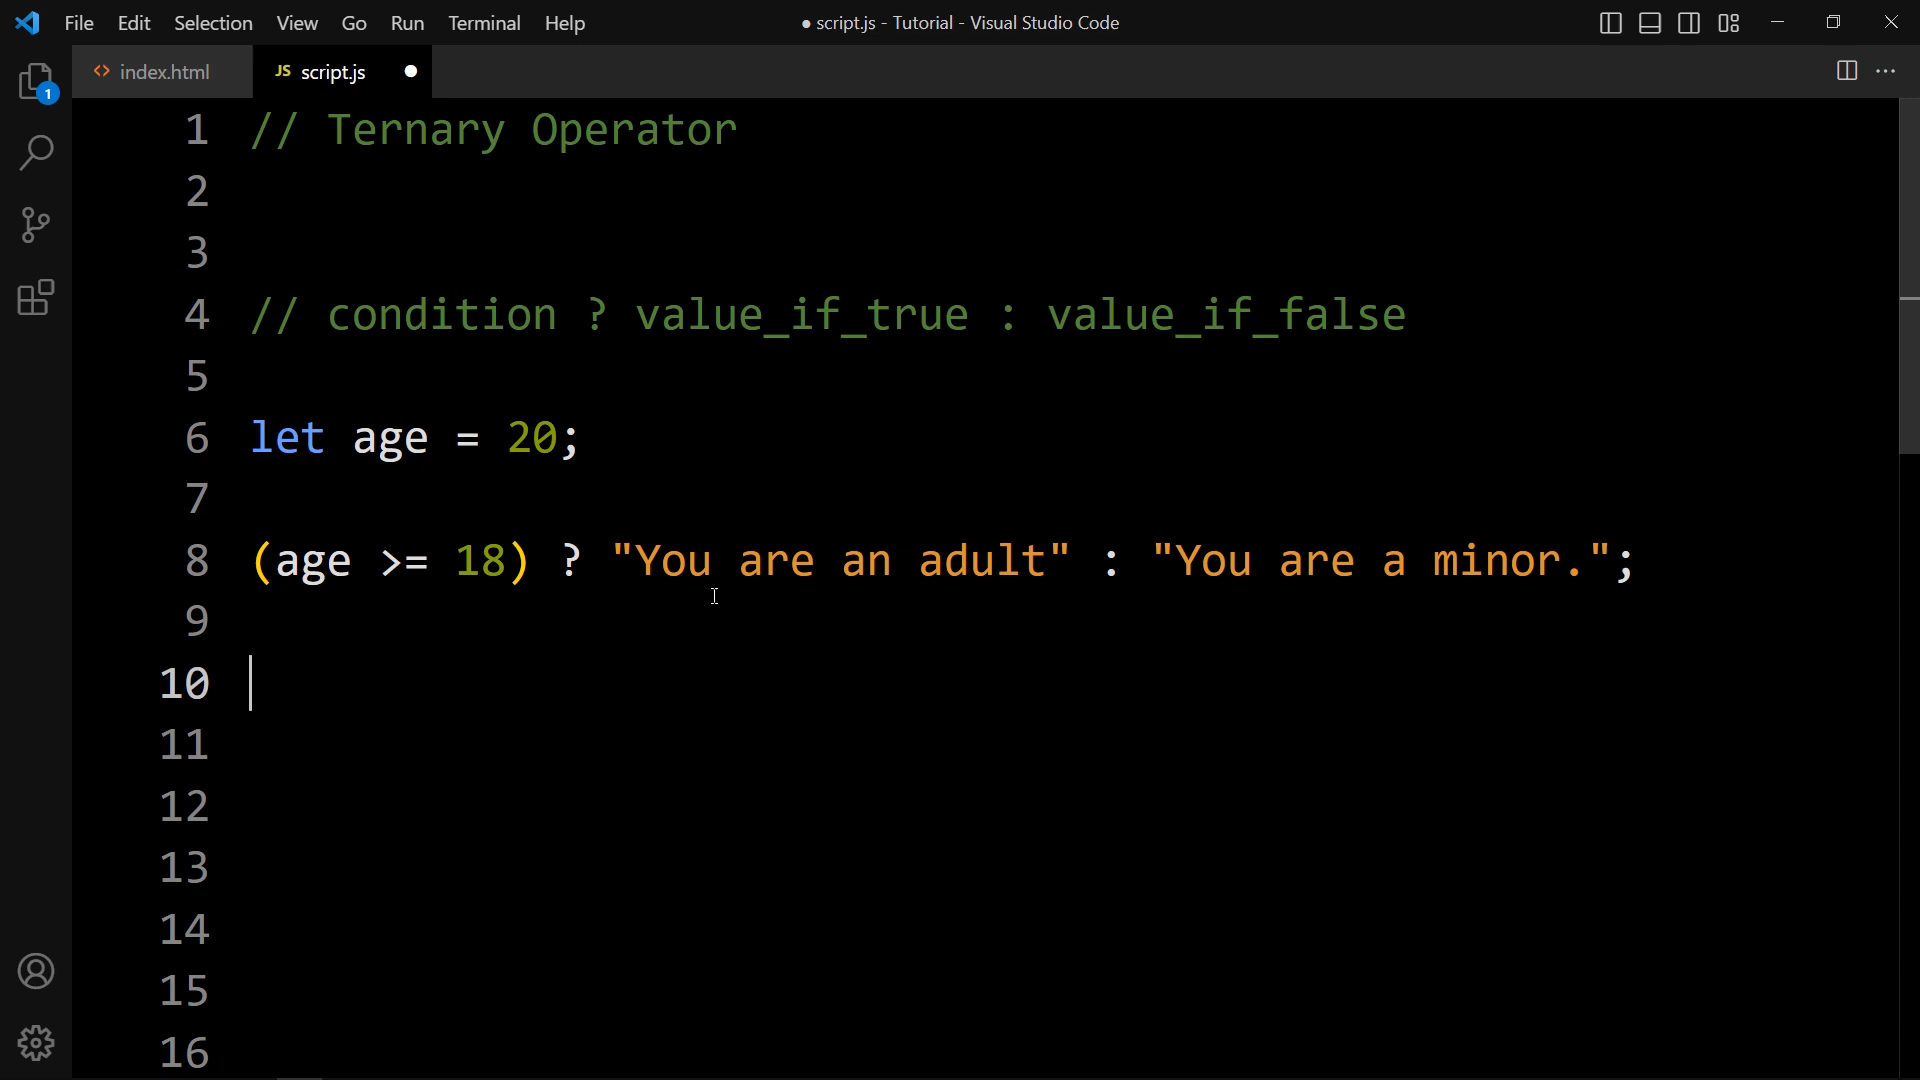 File Edit Selection View Go Run Terminal Help ● script.js - Tutorial - Visual Studio Code
1 <> index.html JS script.js
1 // Ternary Operator
2
3
4 // condition ? value_if_true : value_if_false
5
6 let age = 20;
7
8 (age >= 18) ? "You are an adult" : "You are a minor.";
9
10
11
12
13
14
15
16